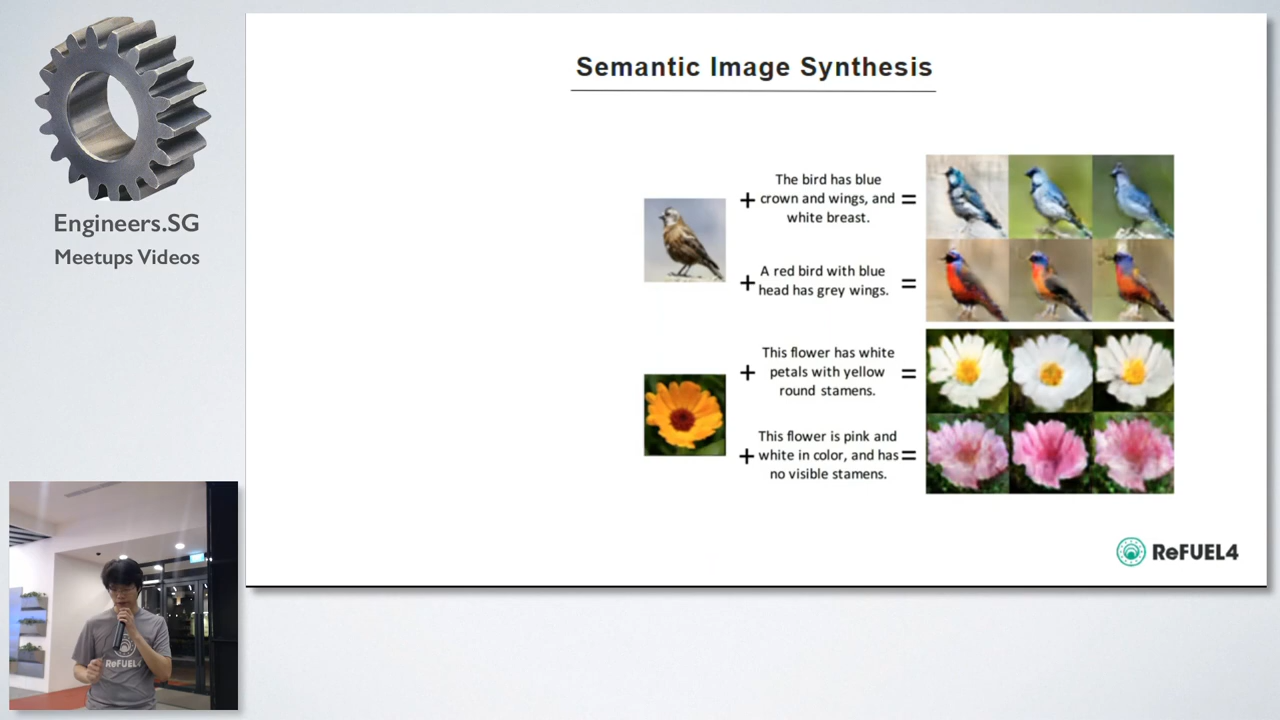 Engineers.SG
Meetups Videos
Semantic Image Synthesis
+ The bird has blue
crown and wings, and
white breast. =
+ A red bird with blue
head has grey wings. =
+ This flower has white
petals with yellow
round stamens. =
+ This flower is pink and
white in color, and has
no visible stamens. =
ReFUEL4
ReFUEL4